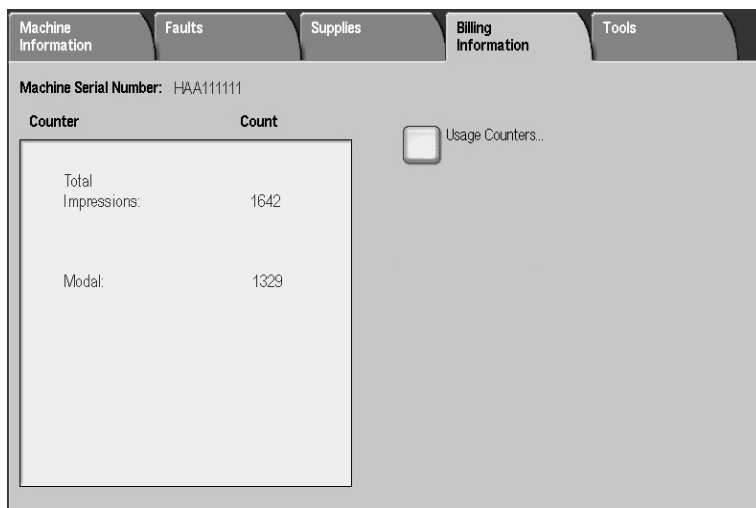 Machine
Information
Faults
Supplies
Billing
Information
Tools
Machine Serial Number: HAA111111
Counter Count
Usage Counters...
Total
Impressions: 1642
Modal: 1329